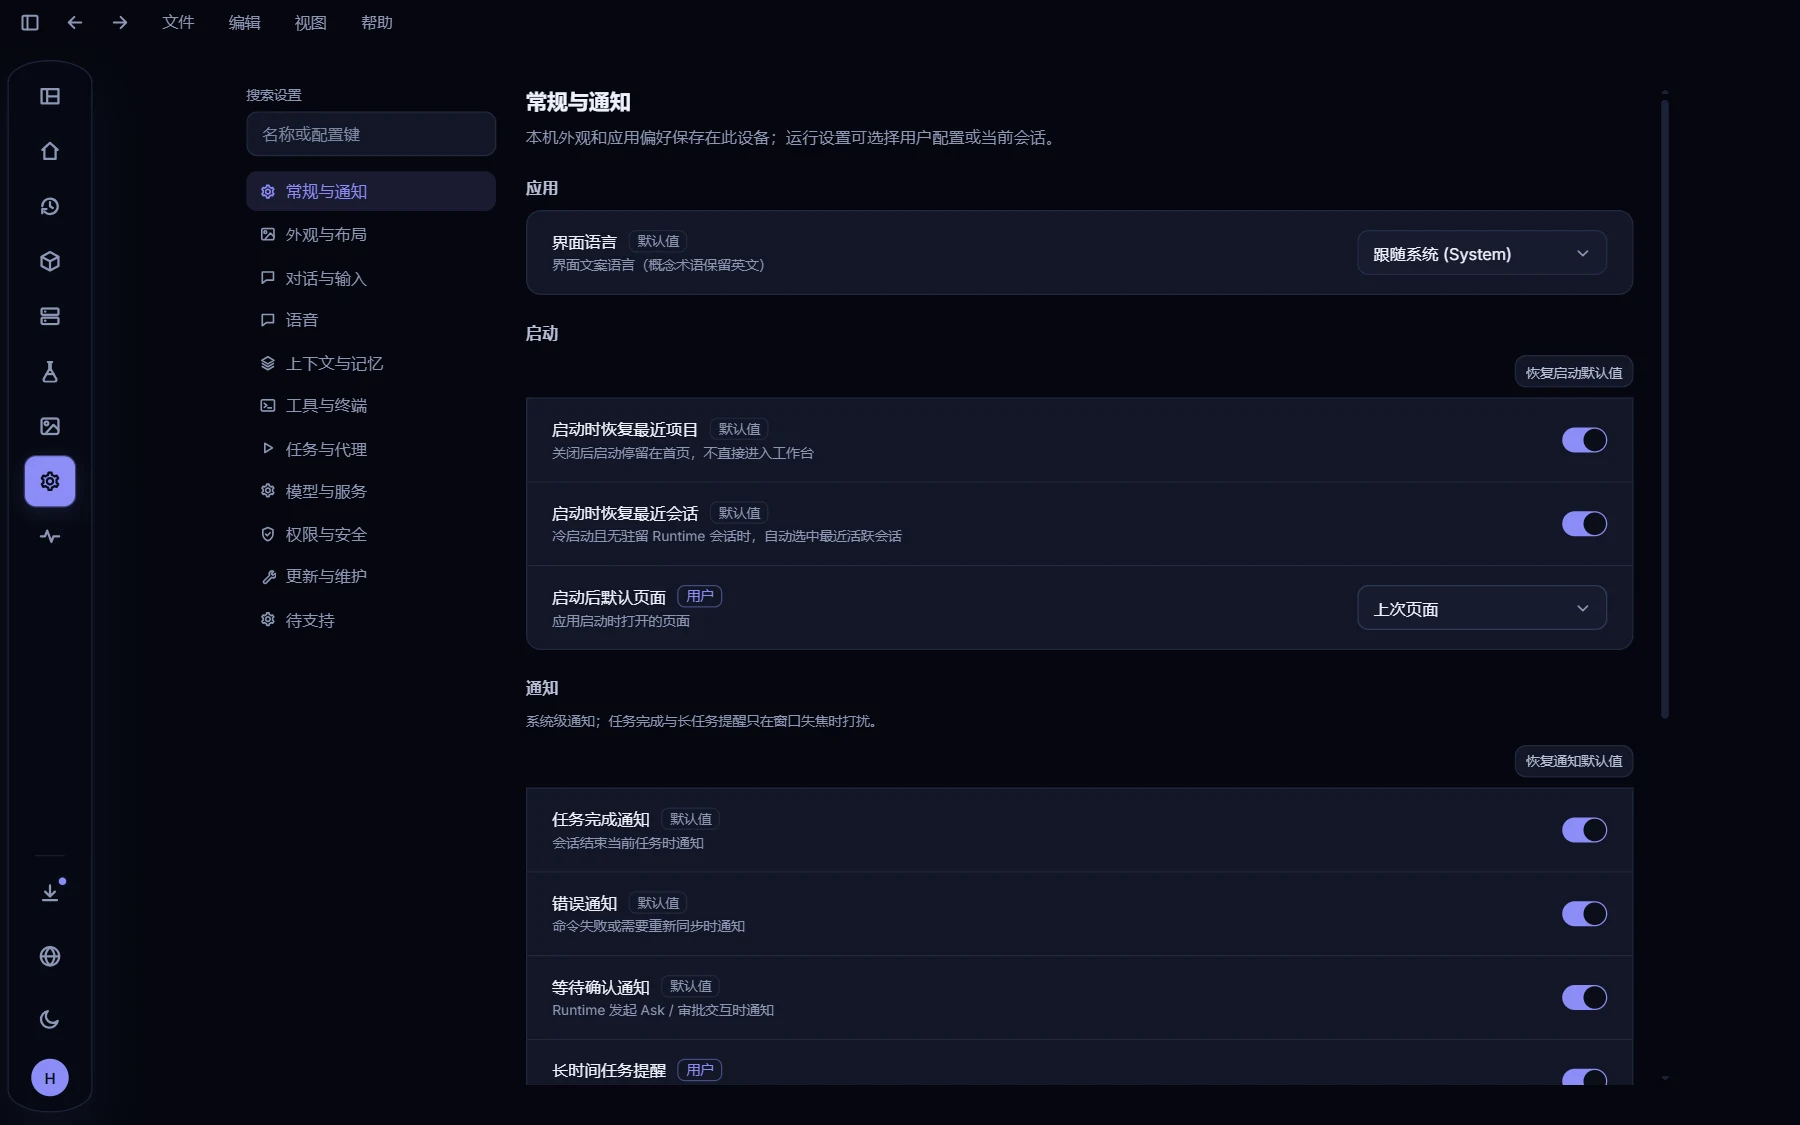 文件 编辑 视图 帮助
搜索设置
名称或配置键
常规与通知
外观与布局
对话与输入
语音
上下文与记忆
工具与终端
任务与代理
模型与服务
权限与安全
更新与维护
待支持
H
常规与通知
本机外观和应用偏好保存在此设备；运行设置可选择用户配置或当前会话。
应用
界面语言 默认值
界面文案语言（概念术语保留英文）
跟随系统 (System)
启动
恢复启动默认值
启动时恢复最近项目 默认值
关闭后启动停留在首页，不直接进入工作台
启动时恢复最近会话 默认值
冷启动且无驻留 Runtime 会话时，自动选中最近活跃会话
启动后默认页面 用户
应用启动时打开的页面
上次页面
通知
系统级通知；任务完成与长任务提醒只在窗口失焦时打扰。
恢复通知默认值
任务完成通知 默认值
会话结束当前任务时通知
错误通知 默认值
命令失败或需要重新同步时通知
等待确认通知 默认值
Runtime 发起 Ask / 审批交互时通知
长时间任务提醒 用户